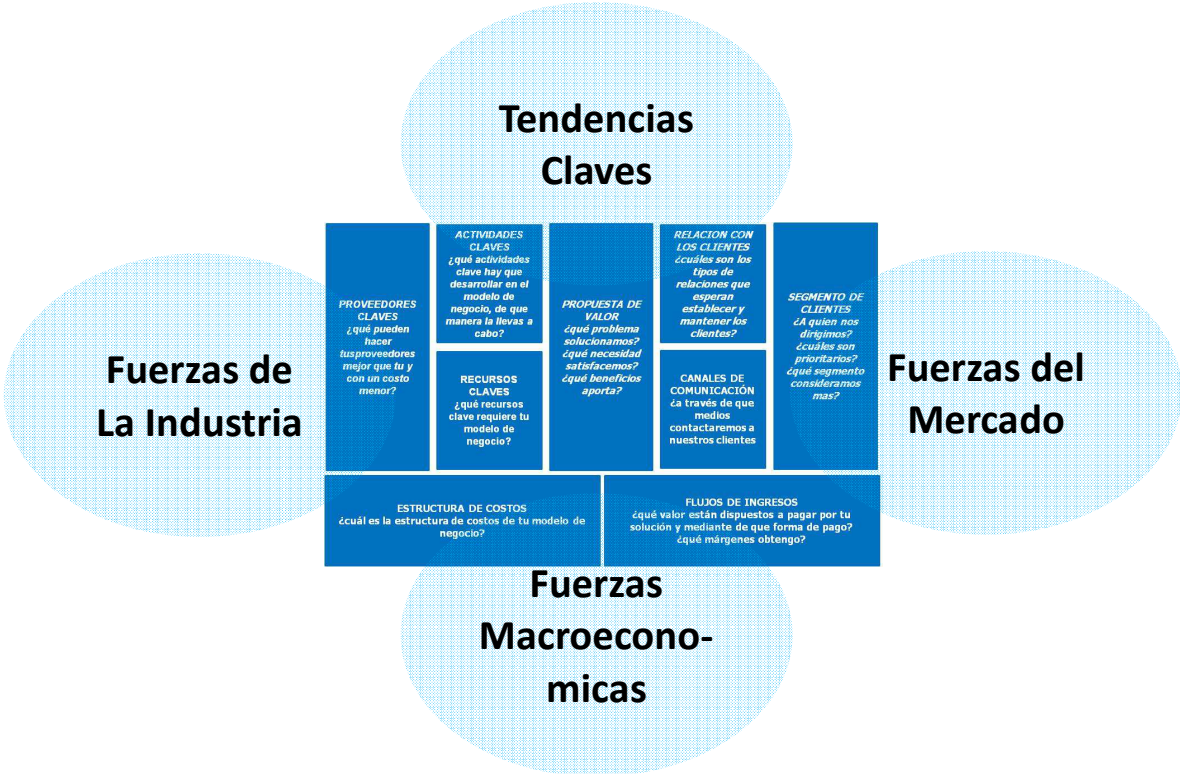 Tendencias
Claves
Fuerzas de
La Industria
PROVEEDORES
CLAVES
¿qué pueden
hacer
tusproveedores
mejor que tu y
con un costo
menor?
ACTIVIDADES
CLAVES
¿qué actividades
clave hay que
desarrollar en el
modelo de
negocio, de que
manera la llevas a
cabo?
RECURSOS
CLAVES
¿qué recursos
clave requiere tu
modelo de
negocio?
PROPUESTA DE
VALOR
¿qué problema
solucionamos?
¿qué necesidad
satisfacemos?
¿qué beneficios
aporta?
RELACION CON
LOS CLIENTES
¿cuáles son los
tipos de
relaciones que
esperan
establecer y
mantener los
clientes?
CANALES DE
COMUNICACIÓN
¿a través de que
medios
contactaremos a
nuestros clientes
SEGMENTO DE
CLIENTES
¿A quien nos
dirigimos?
¿cuáles son
prioritarios?
¿qué segmento
consideramos
mas?
Fuerzas del
Mercado
ESTRUCTURA DE COSTOS
¿cuál es la estructura de costos de tu modelo de
negocio?
FLUJOS DE INGRESOS
¿qué valor están dispuestos a pagar por tu
solución y mediante de que forma de pago?
¿qué márgenes obtengo?
Fuerzas
Macroecono-
micas